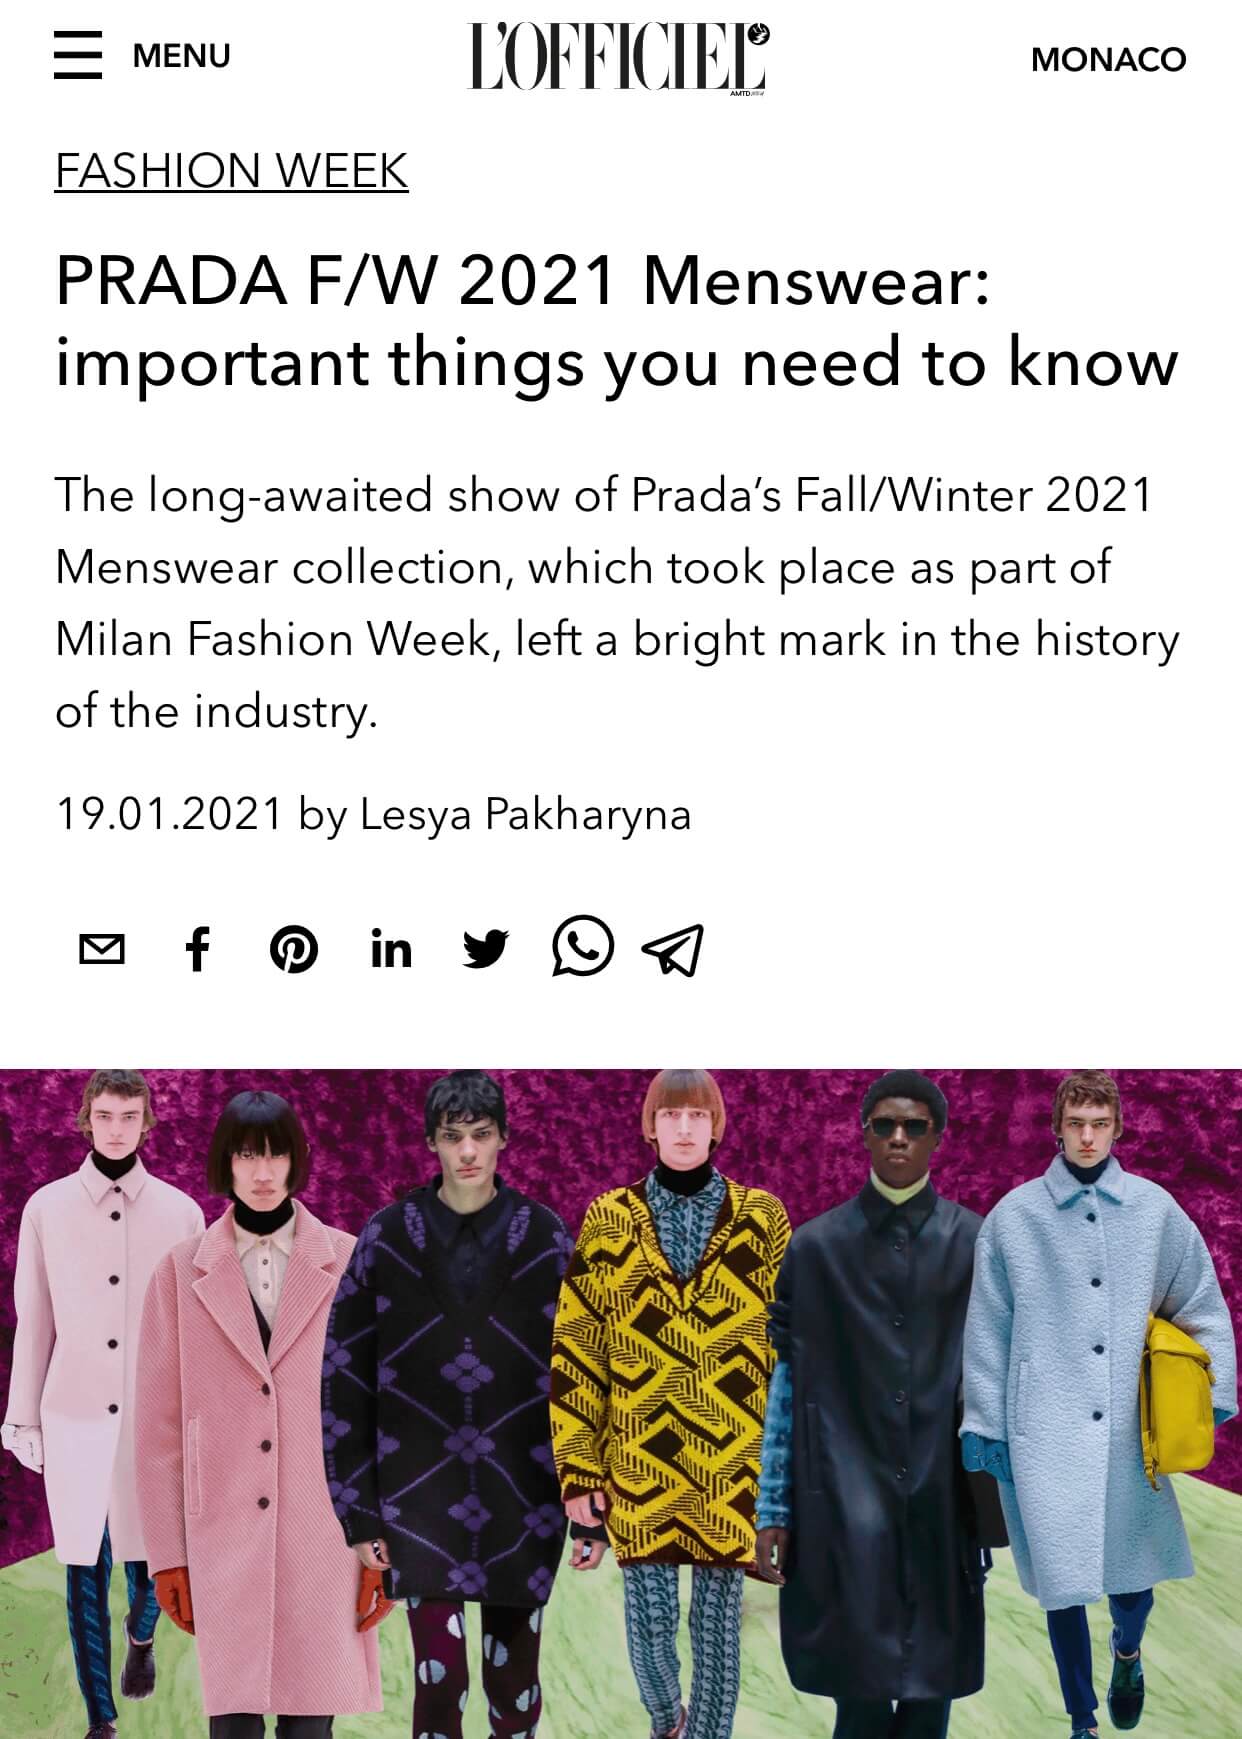 MENU
L'OFFICIEL
AMTD
MONACO
FASHION WEEK
PRADA F/W 2021 Menswear:
important things you need to know
The long-awaited show of Prada’s Fall/Winter 2021
Menswear collection, which took place as part of
Milan Fashion Week, left a bright mark in the history
of the industry.
19.01.2021 by Lesya Pakharyna